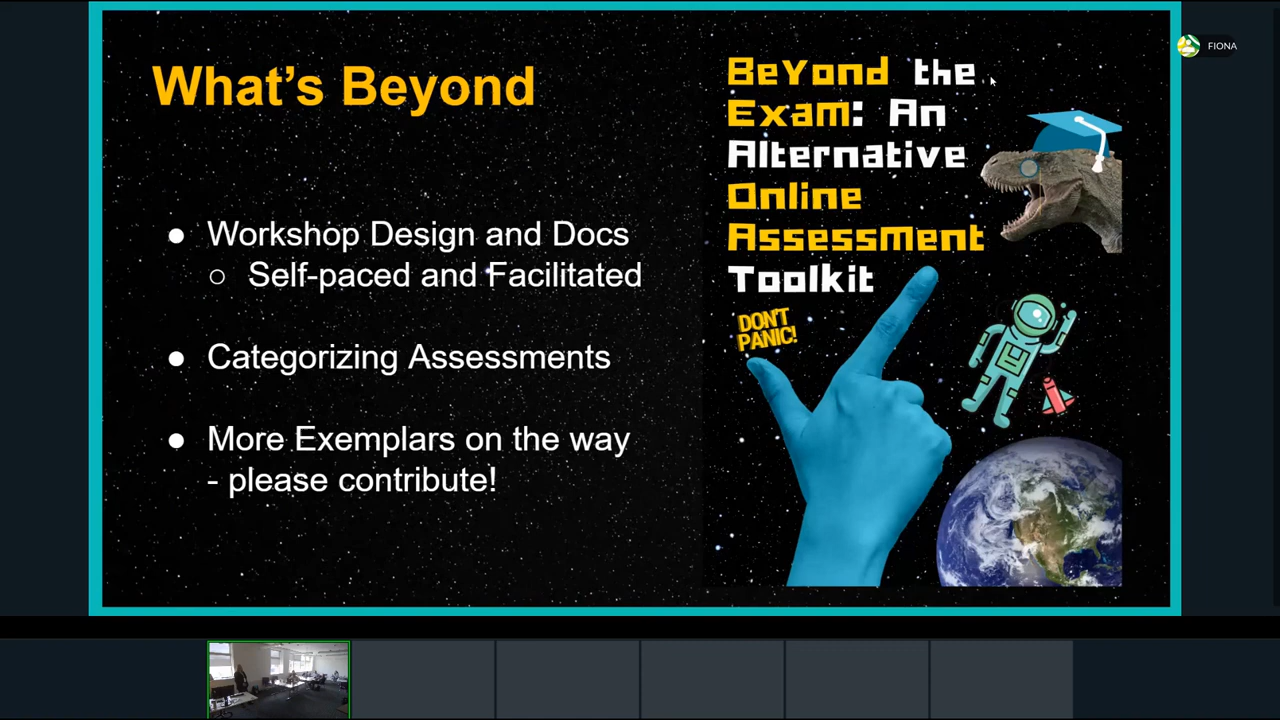 What's Beyond
● Workshop Design and Docs
○ Self-paced and Facilitated
● Categorizing Assessments
● More Exemplars on the way
- please contribute!
BeYond the
Exam: An
Alternative
Online
Assessment
Toolkit
DON'T
PANIC!
FIONA